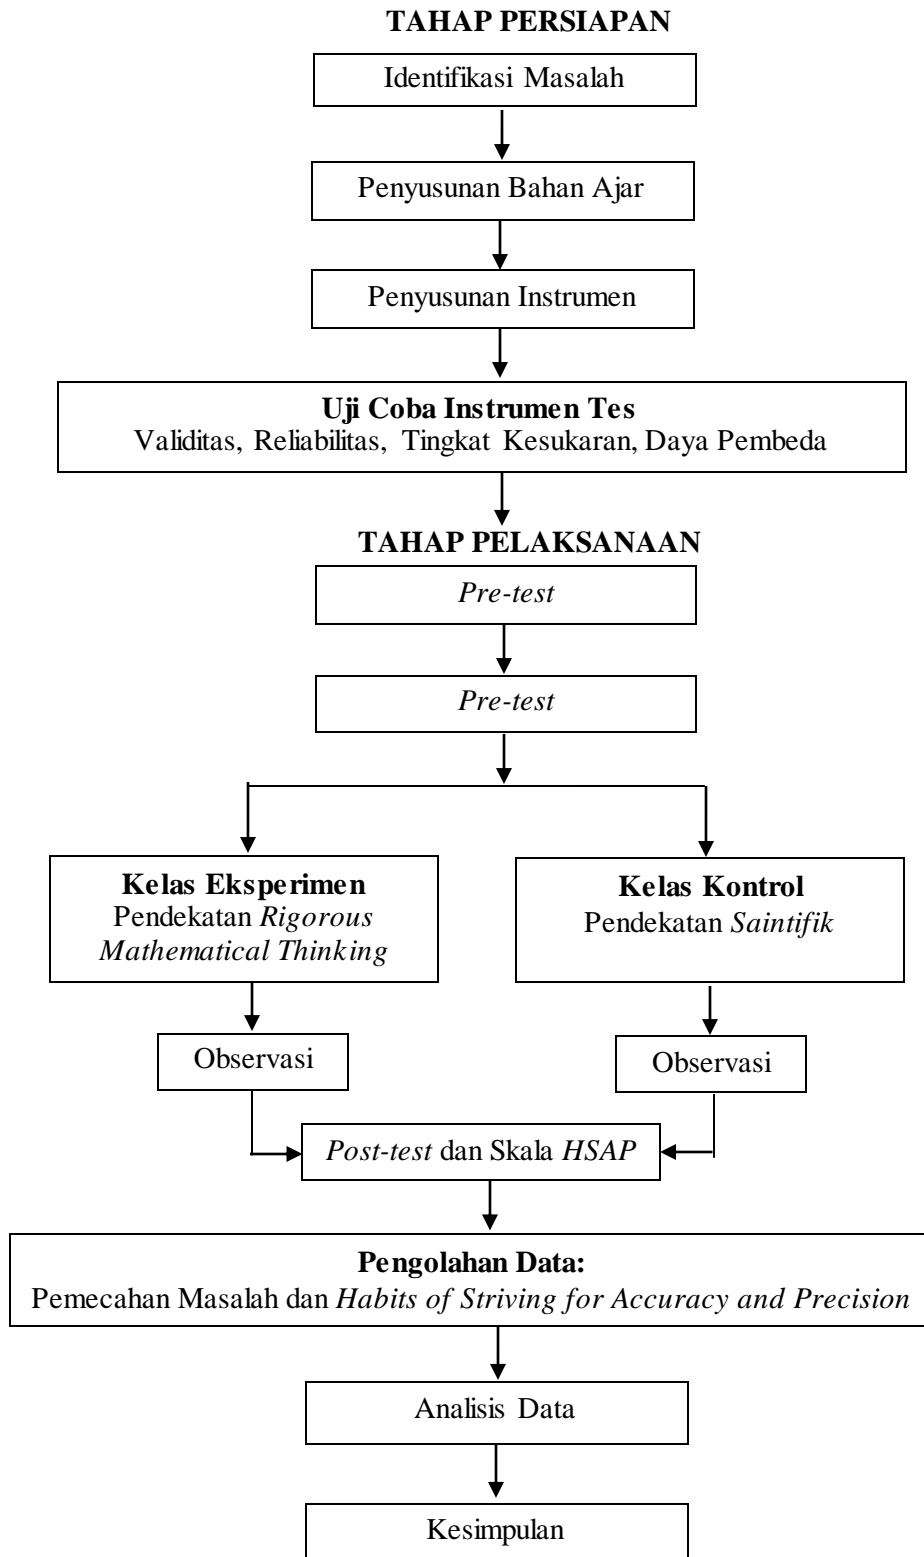 TAHAP PERSIAPAN
Identifikasi Masalah
Penyusunan Bahan Ajar
Penyusunan Instrumen
Uji Coba Instrumen Tes
Validitas, Reliabilitas, Tingkat Kesukaran, Daya Pembeda
TAHAP PELAKSANAAN
Pre-test
Pre-test
Kelas Eksperimen
Pendekatan Rigorous
Mathematical Thinking
Kelas Kontrol
Pendekatan Saintifik
Observasi
Observasi
Post-test dan Skala HSAP
Pengolahan Data:
Pemecahan Masalah dan Habits of Striving for Accuracy and Precision
Analisis Data
Kesimpulan